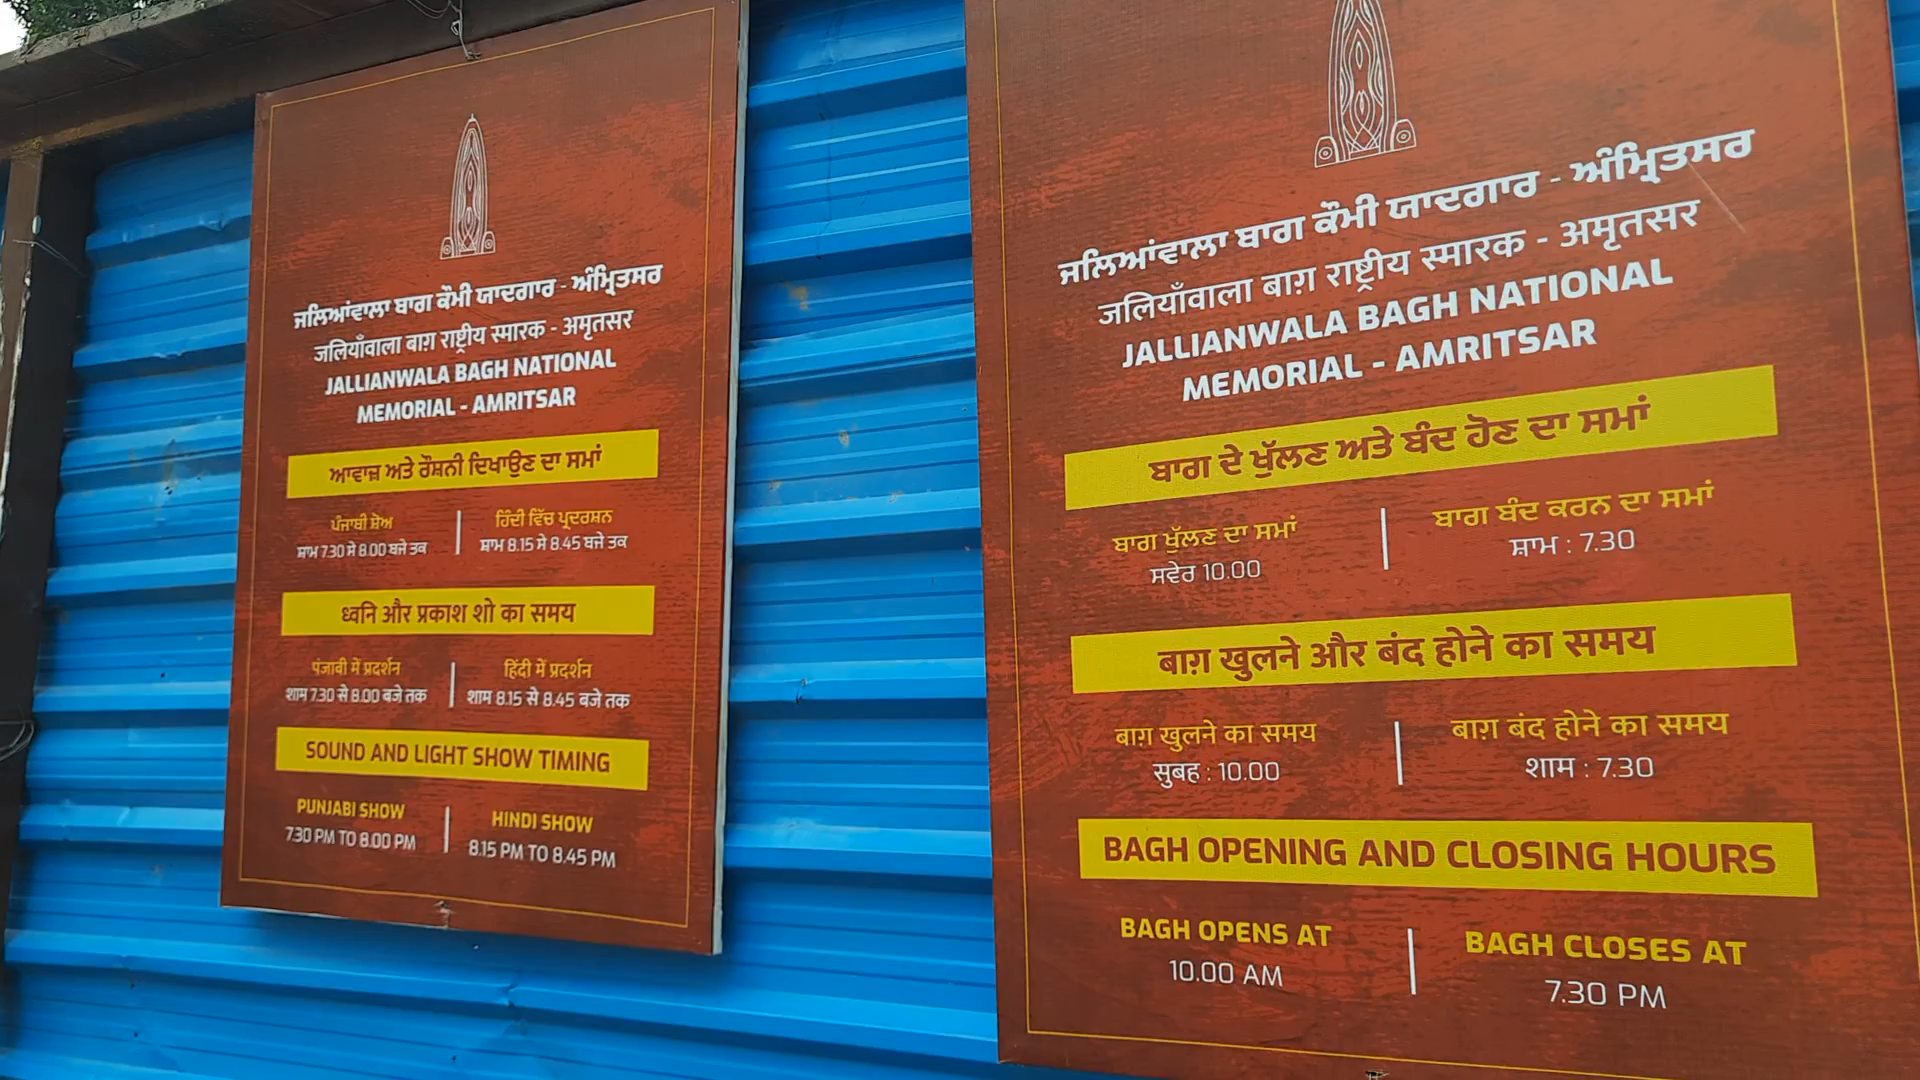 ਜਲਿਆਂਵਾਲਾ ਬਾਗ ਕੌਮੀ ਯਾਦਗਾਰ - ਅੰਮ੍ਰਿਤਸਰ
जलियाँवाला बाग़ राष्ट्रीय स्मारक - अमृतसर
JALLIANWALA BAGH NATIONAL
MEMORIAL - AMRITSAR
ਆਵਾਜ਼ ਅਤੇ ਰੌਸ਼ਨੀ ਦਿਖਾਉਣ ਦਾ ਸਮਾਂ
ਪੰਜਾਬੀ ਸ਼ੋਅ
ਸ਼ਾਮ 7.30 ਸੇ 8.00 ਬਜੇ ਤਕ
ਹਿੰਦੀ ਵਿੱਚ ਪ੍ਰਦਰਸ਼ਨ
ਸ਼ਾਮ 8.15 ਸੇ 8.45 ਬਜੇ ਤਕ
ध्वनि और प्रकाश शो का समय
पंजाबी में प्रदर्शन
शाम 7.30 से 8.00 बजे तक
हिंदी में प्रदर्शन
शाम 8.15 से 8.45 बजे तक
SOUND AND LIGHT SHOW TIMING
PUNJABI SHOW
7.30 PM TO 8.00 PM
HINDI SHOW
8.15 PM TO 8.45 PM
ਜਲਿਆਂਵਾਲਾ ਬਾਗ ਕੌਮੀ ਯਾਦਗਾਰ - ਅੰਮ੍ਰਿਤਸਰ
जलियाँवाला बाग़ राष्ट्रीय स्मारक - अमृतसर
JALLIANWALA BAGH NATIONAL
MEMORIAL - AMRITSAR
ਬਾਗ ਦੇ ਖੁੱਲਣ ਅਤੇ ਬੰਦ ਹੋਣ ਦਾ ਸਮਾਂ
ਬਾਗ ਖੁੱਲਣ ਦਾ ਸਮਾਂ
ਸਵੇਰ 10.00
ਬਾਗ ਬੰਦ ਕਰਨ ਦਾ ਸਮਾਂ
ਸ਼ਾਮ : 7.30
बाग़ खुलने और बंद होने का समय
बाग़ खुलने का समय
सुबह : 10.00
बाग़ बंद होने का समय
शाम : 7.30
BAGH OPENING AND CLOSING HOURS
BAGH OPENS AT
10.00 AM
BAGH CLOSES AT
7.30 PM